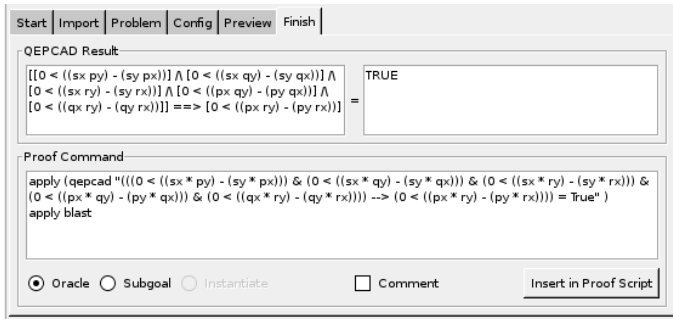 Start Import Problem Config Preview Finish
QEPCAD Result
[[0 < ((sx py) - (sy px))] /\ [0 < ((sx qy) - (sy qx))] /\
[0 < ((sx ry) - (sy rx))] /\ [0 < ((px qy) - (py qx))] /\
[0 < ((qx ry) - (qy rx))]] ==> [0 < ((px ry) - (py rx))]
=
TRUE
Proof Command
apply (qepcad "(((0 < ((sx * py) - (sy * px))) & (0 < ((sx * qy) - (sy * qx))) & (0 < ((sx * ry) - (sy * rx))) &
(0 < ((px * qy) - (py * qx))) & (0 < ((qx * ry) - (qy * rx)))) --> (0 < ((px * ry) - (py * rx)))) = True" )
apply blast
Oracle Subgoal Instantiate Comment Insert in Proof Script